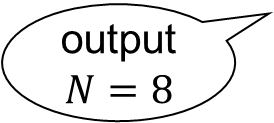 output
N = 8